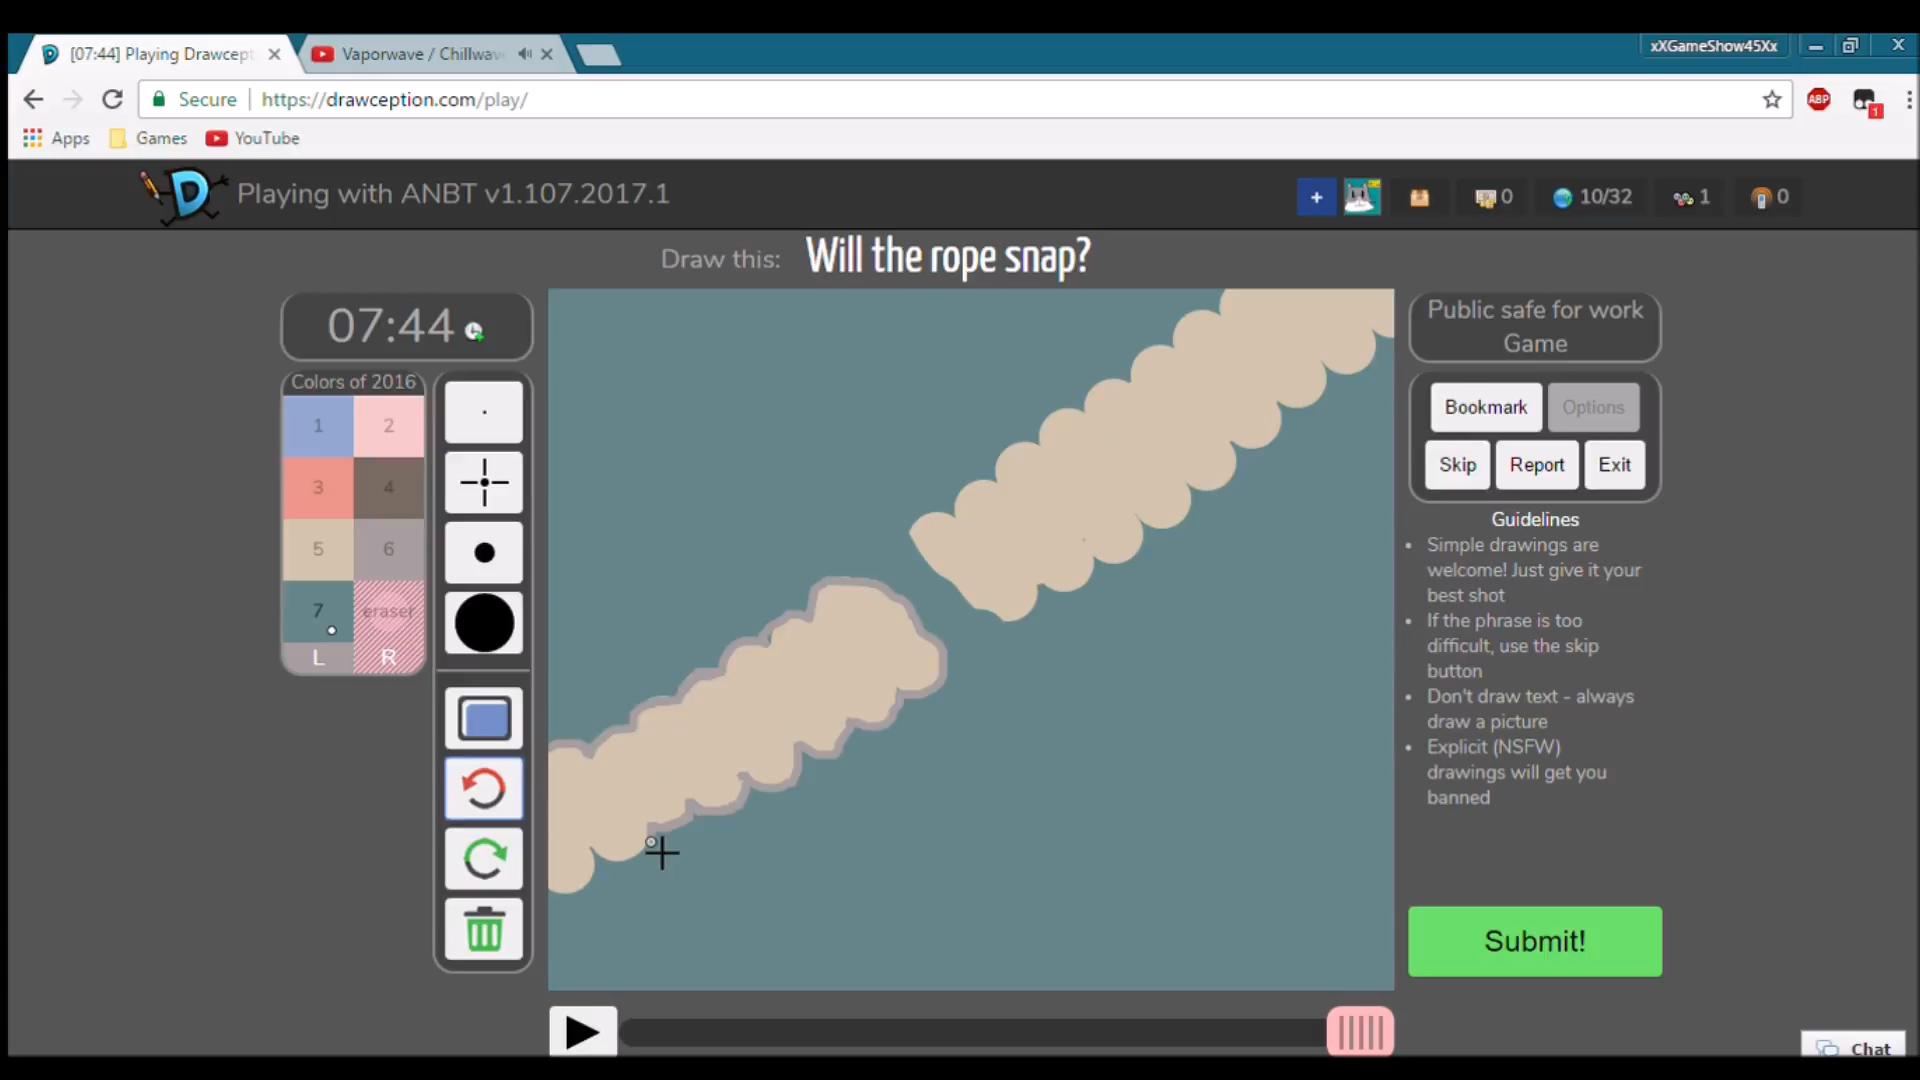 [07:44] Playing Drawcept
Vaporwave / Chillwav
xXGameShow45Xx
Secure
https://drawception.com/play/
ABP
1
Apps
Games
YouTube
D
Playing with ANBT v1.107.2017.1
+
0
10/32
1
0
Draw this: Will the rope snap?
07:44
Colors of 2016
1
2
3
4
5
6
7
eraser
L
R
Public safe for work
Game
Bookmark
Options
Skip
Report
Exit
Guidelines
Simple drawings are
welcome! Just give it your
best shot
If the phrase is too
difficult, use the skip
button
Don't draw text - always
draw a picture
Explicit (NSFW)
drawings will get you
banned
Submit!
Chat